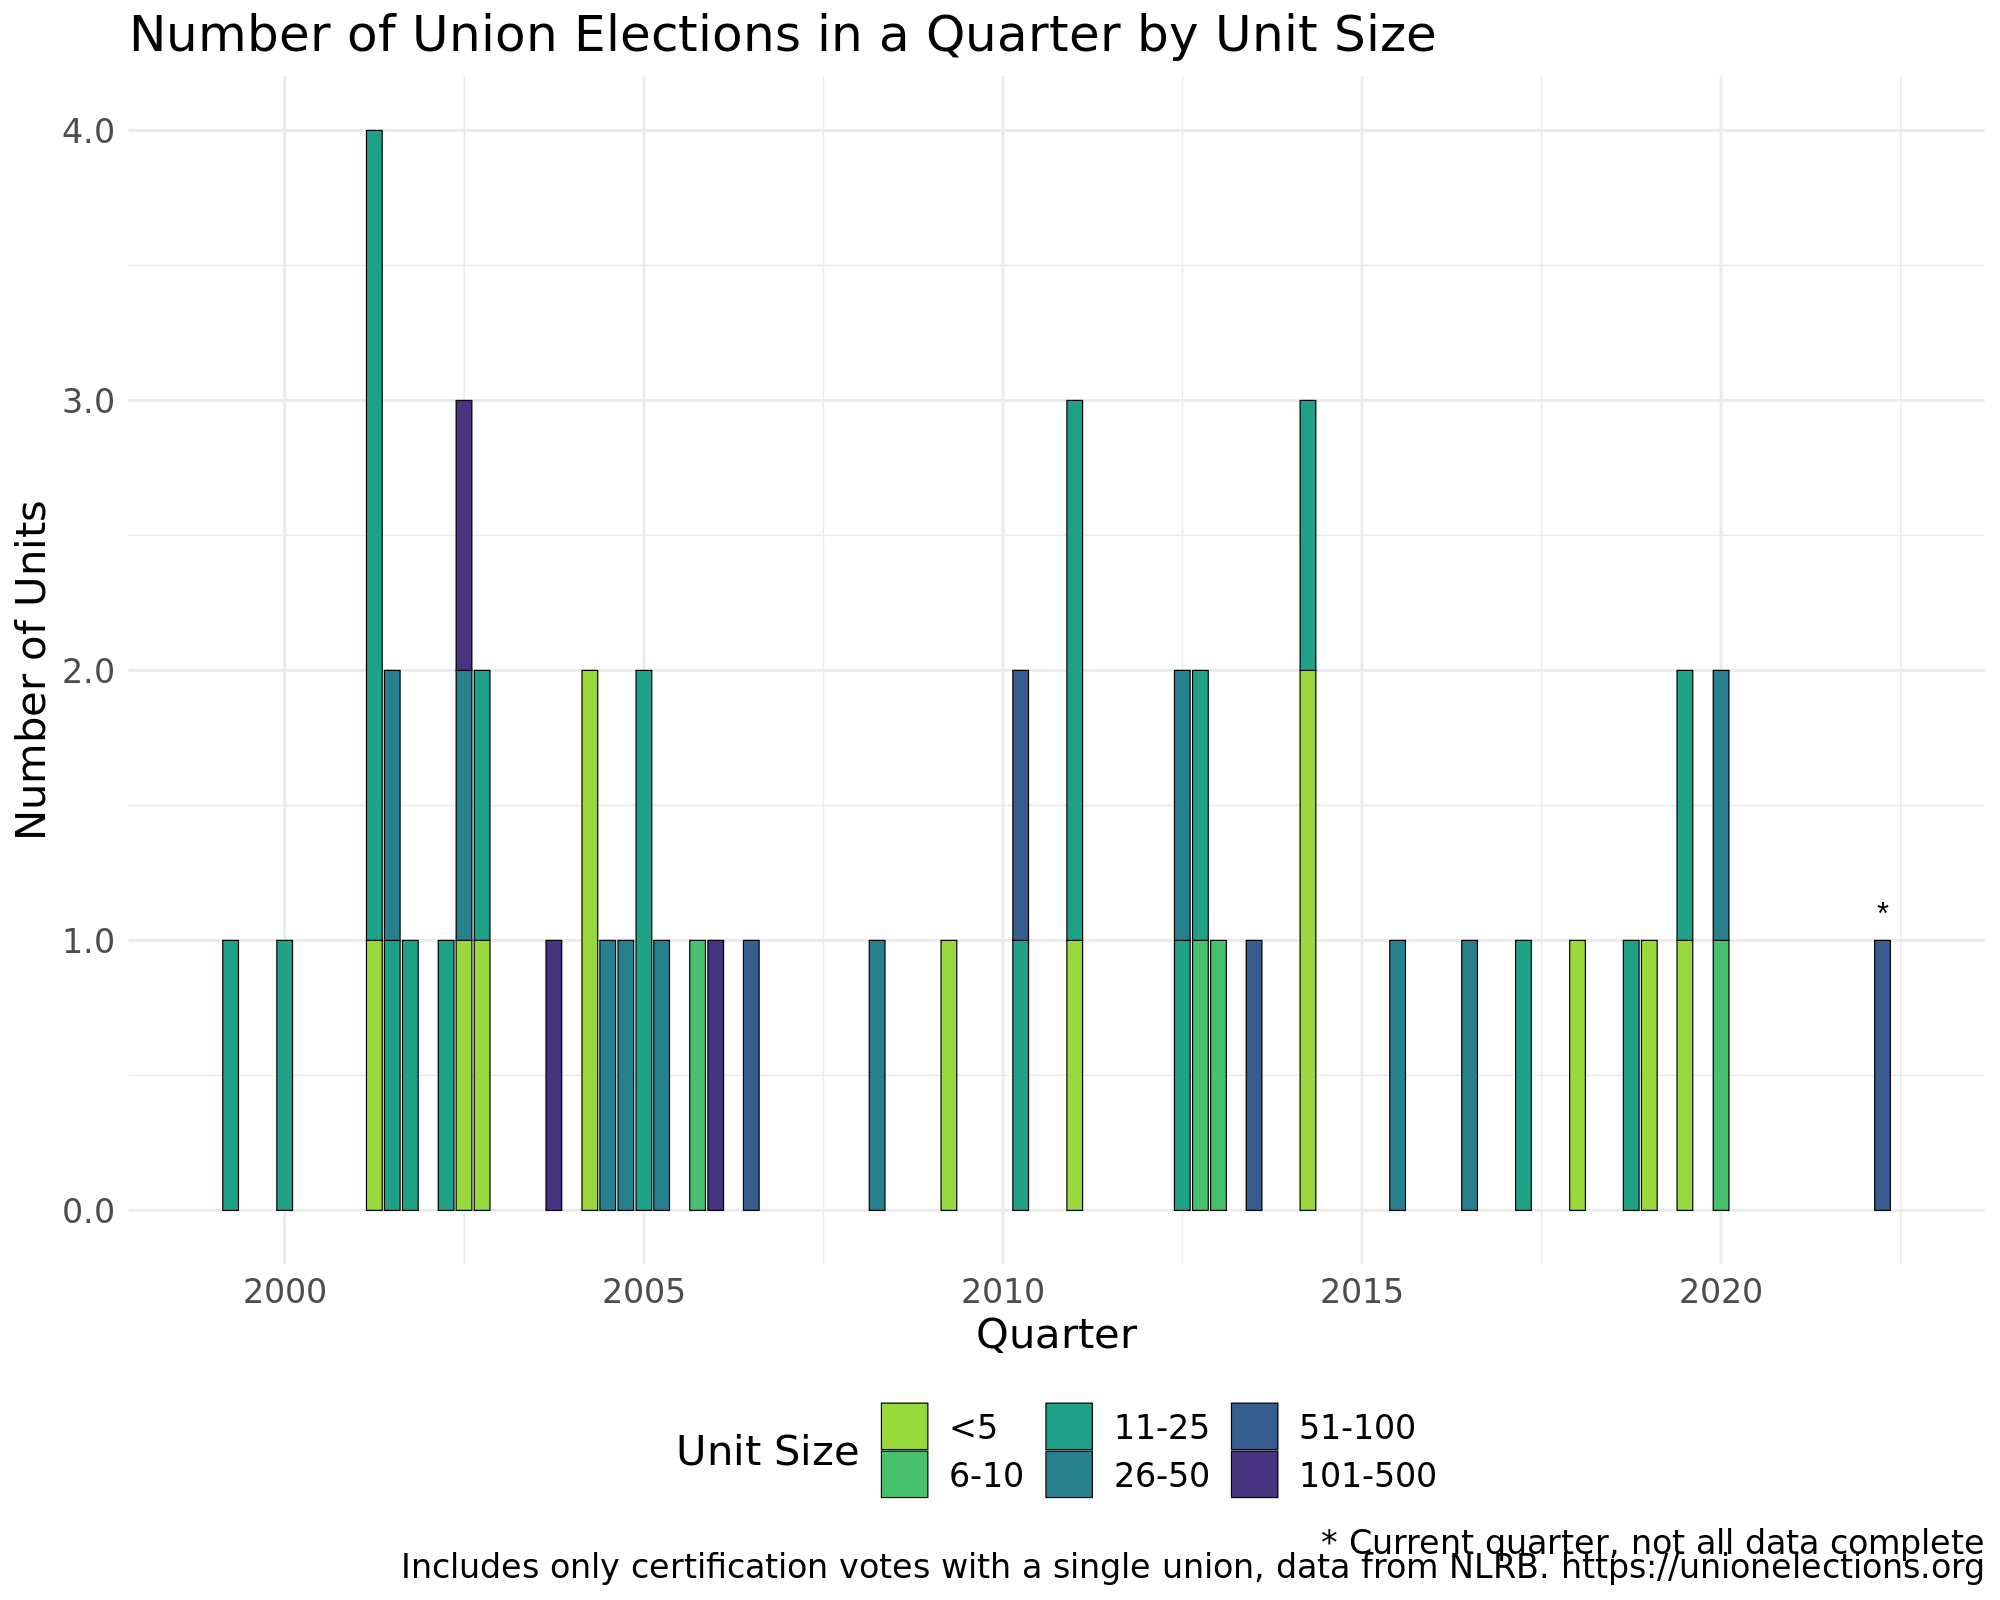 Number of Union Elections in a Quarter by Unit Size
Number of Units
4.0
3.0
2.0
1.0
0.0
*
2000 2005 2010 2015 2020
Quarter
Unit Size
<5 11-25 51-100
6-10 26-50 101-500
* Current quarter, not all data complete
Includes only certification votes with a single union, data from NLRB. https://unionelections.org